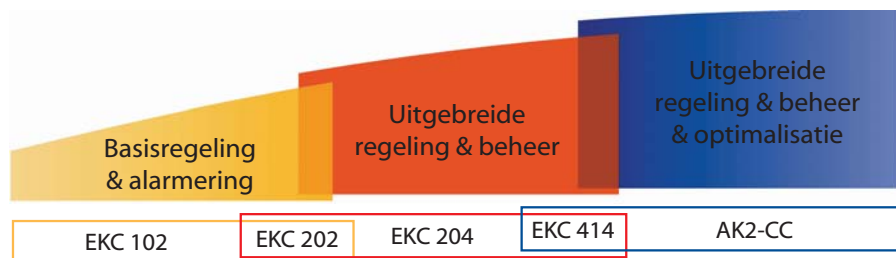 Basisregeling
& alarmering
Uitgebreide
regeling & beheer
Uitgebreide
regeling & beheer
& optimalisatie
EKC 102
EKC 202
EKC 204
EKC 414
AK2-CC